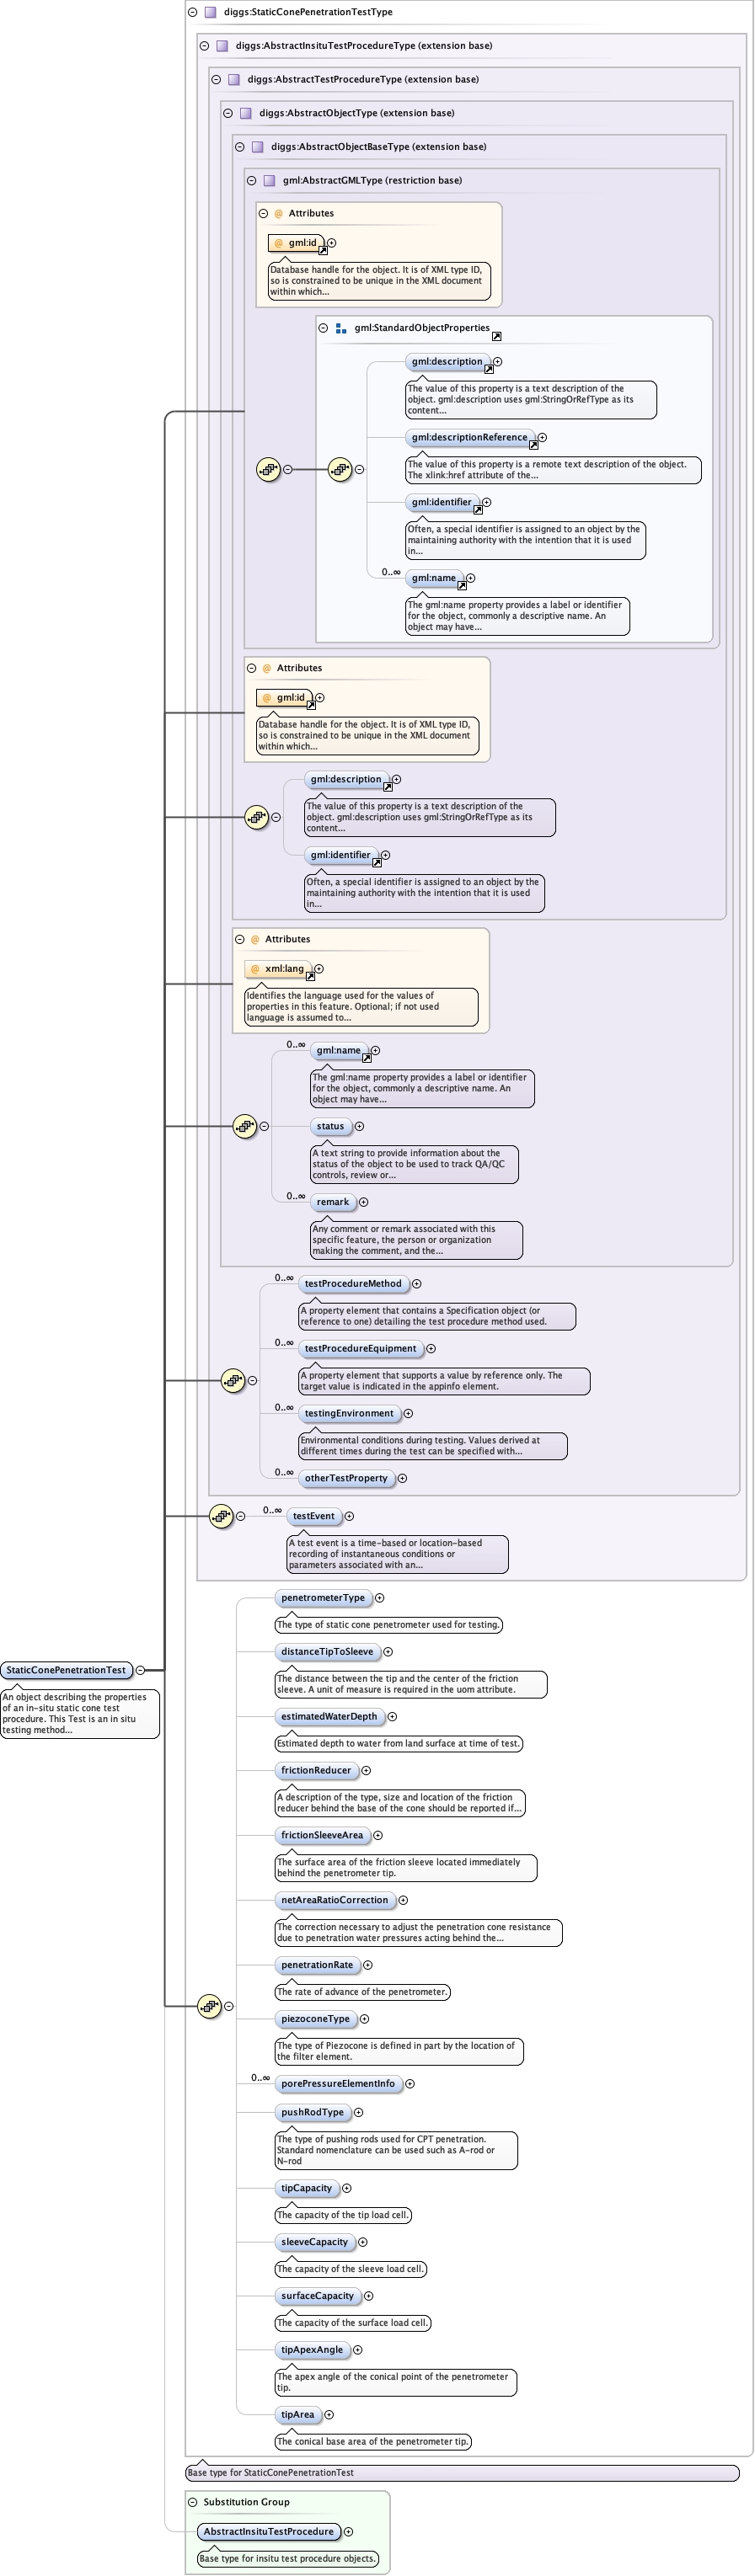 diggs:StaticConePenetrationTestType
diggs:AbstractInsituTestProcedureType (extension base)
diggs:AbstractTestProcedureType (extension base)
diggs:AbstractObjectType (extension base)
diggs:AbstractObjectBaseType (extension base)
gml:AbstractGMLType (restriction base)
@ Attributes
@ gml:id
Database handle for the object. It is of XML type ID,
so is constrained to be unique in the XML document
within which...
gml:StandardObjectProperties
gml:description
The value of this property is a text description of the
object. gml:description uses gml:StringOrRefType as its
content...
gml:descriptionReference
The value of this property is a remote text description of the object.
The xlink:href attribute of the...
gml:identifier
Often, a special identifier is assigned to an object by the
maintaining authority with the intention that it is used
in...
0..∞
gml:name
The gml:name property provides a label or identifier
for the object, commonly a descriptive name. An
object may have...
@ Attributes
@ gml:id
Database handle for the object. It is of XML type ID,
so is constrained to be unique in the XML document
within which...
gml:description
The value of this property is a text description of the
object. gml:description uses gml:StringOrRefType as its
content...
gml:identifier
Often, a special identifier is assigned to an object by the
maintaining authority with the intention that it is used
in...
@ Attributes
@ xml:lang
Identifies the language used for the values of
properties in this feature. Optional; if not used
language is assumed to...
0..∞
gml:name
The gml:name property provides a label or identifier
for the object, commonly a descriptive name. An
object may have...
status
A text string to provide information about the
status of the object to be used to track QA/QC
controls, review or...
0..∞
remark
Any comment or remark associated with this
specific feature, the person or organization
making the comment, and the...
0..∞
testProcedureMethod
A property element that contains a Specification object (or
reference to one) detailing the test procedure method used.
0..∞
testProcedureEquipment
A property element that supports a value by reference only. The
target value is indicated in the appinfo element.
0..∞
testingEnvironment
Environmental conditions during testing. Values derived at
different times during the test can be specified with...
0..∞
otherTestProperty
0..∞
testEvent
A test event is a time-based or location-based
recording of instantaneous conditions or
parameters associated with an...
penetrometerType
The type of static cone penetrometer used for testing.
distanceTipToSleeve
The distance between the tip and the center of the friction
sleeve. A unit of measure is required in the uom attribute.
StaticConePenetrationTest
An object describing the properties
of an in-situ static cone test
procedure. This Test is an in situ
testing method...
estimatedWaterDepth
Estimated depth to water from land surface at time of test.
frictionReducer
A description of the type, size and location of the friction
reducer behind the base of the cone should be reported if...
frictionSleeveArea
The surface area of the friction sleeve located immediately
behind the penetrometer tip.
netAreaRatioCorrection
The correction necessary to adjust the penetration cone resistance
due to penetration water pressures acting behind the...
penetrationRate
The rate of advance of the penetrometer.
piezoconeType
The type of Piezocone is defined in part by the location of
the filter element.
0..∞
porePressureElementInfo
pushRodType
The type of pushing rods used for CPT penetration.
Standard nomenclature can be used such as A-rod or
N-rod
tipCapacity
The capacity of the tip load cell.
sleeveCapacity
The capacity of the sleeve load cell.
surfaceCapacity
The capacity of the surface load cell.
tipApexAngle
The apex angle of the conical point of the penetrometer
tip.
tipArea
The conical base area of the penetrometer tip.
Base type for StaticConePenetrationTest
Substitution Group
AbstractInsituTestProcedure
Base type for insitu test procedure objects.